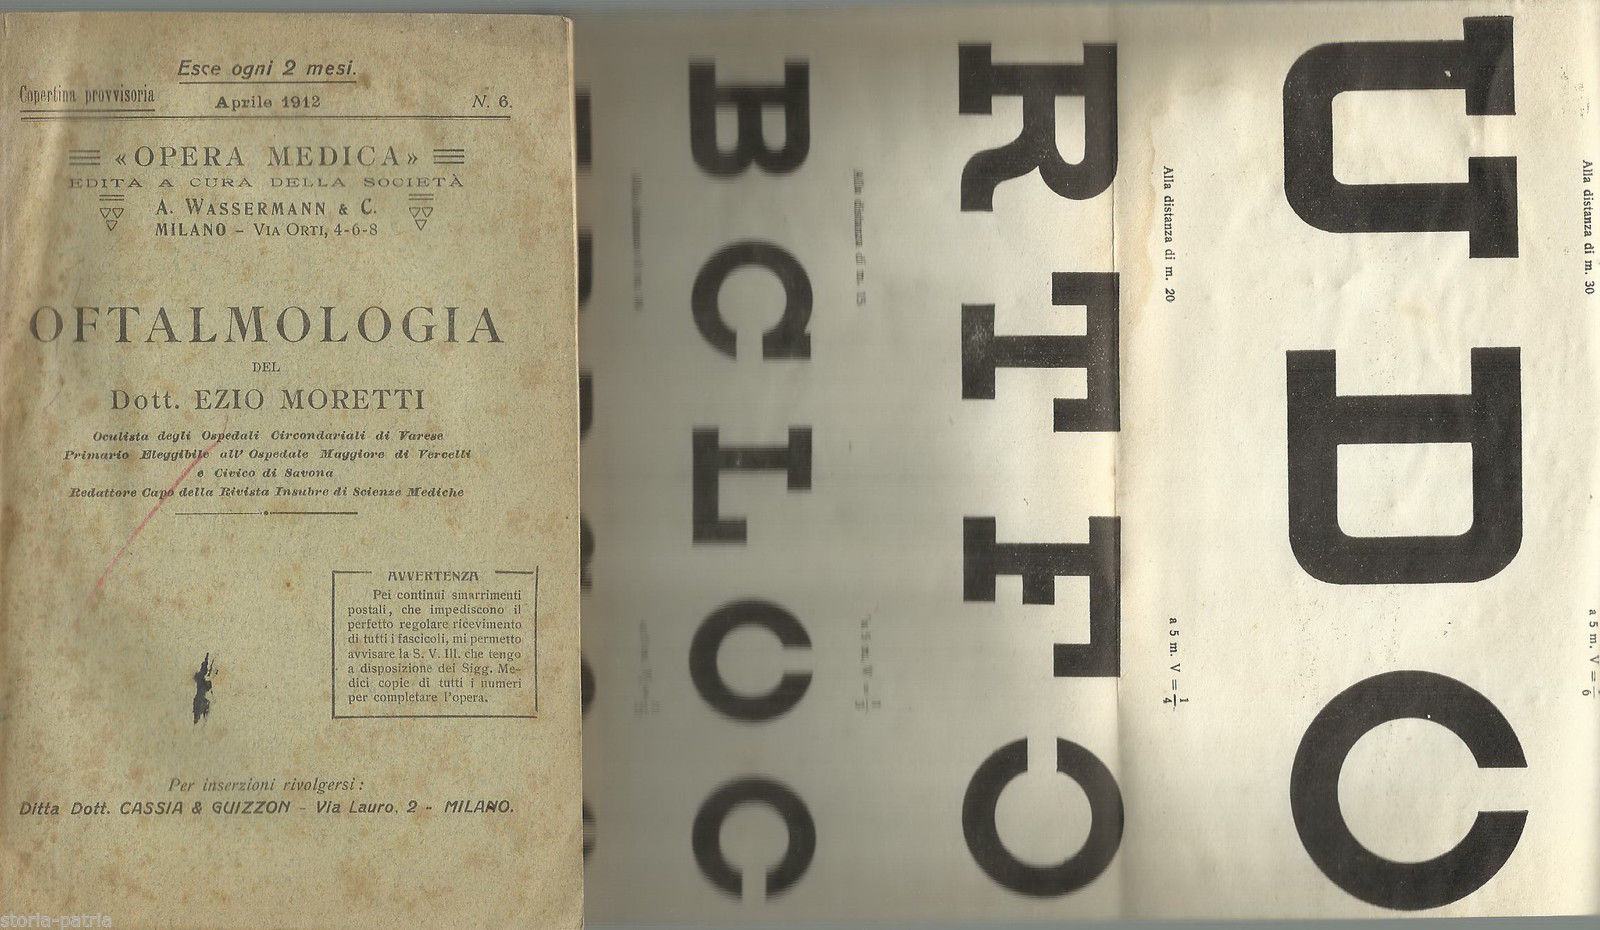 Esce ogni 2 mesi.
Copertina provvisoria
Aprile 1912
N. 6.
«OPERA MEDICA»
EDITA A CURA DELLA SOCIETÀ
A. WASSERMANN & C.
MILANO – VIA ORTI, 4-6-8
OFTALMOLOGIA
DEL
Dott. EZIO MORETTI
Oculista degli Ospedali Circondariali di Varese
Primario Eleggibile all' Ospedale Maggiore di Vercelli
e Civico di Savona
Redattore Capo della Rivista Insubre di Scienze Mediche
AVVERTENZA
Pei continui smarrimenti
postali, che impediscono il
perfetto regolare ricevimento
di tutti i fascicoli, mi permetto
avvisare la S. V. Ill. che tengo
a disposizione dei Sigg. Me-
dici copie di tutti i numeri
per completare l'opera.
Per inserzioni rivolgersi:
Ditta Dott. CASSIA & GUIZZON – Via Lauro, 2 - MILANO.
storia-patria
Alla distanza di m. 30 a 5 m. V = 1/6
U D C
Alla distanza di m. 20 a 5 m. V = 1/4
R T F C
Alla distanza di m. 15
B C L C C